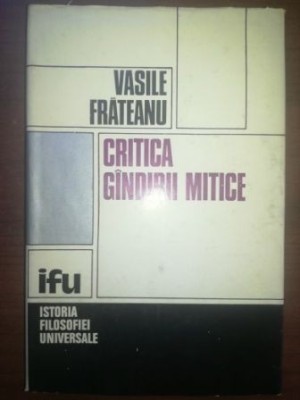 VASILE
FRĂTEANU
CRITICA
GÎNDIRII MITICE
ifu
ISTORIA
FILOSOFIEI
UNIVERSALE